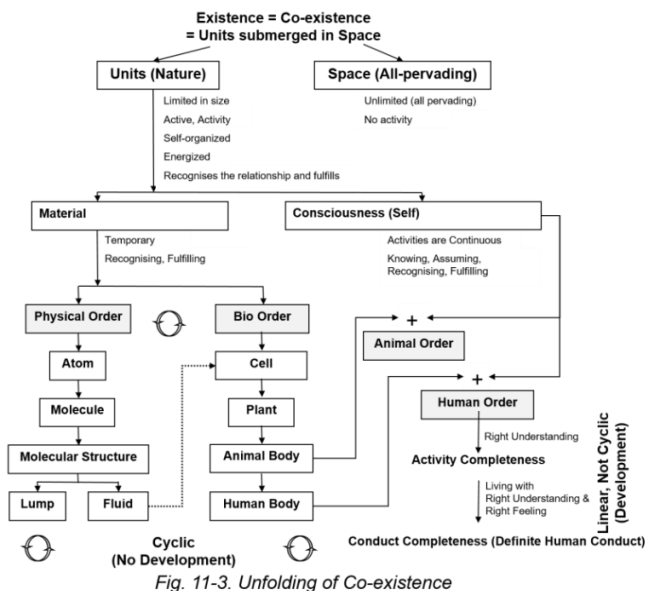 Existence = Co-existence
= Units submerged in Space
Units (Nature)
Space (All-pervading)
Limited in size
Active, Activity
Self-organized
Energized
Recognises the relationship and fulfills
Unlimited (all pervading)
No activity
Material
Consciousness (Self)
Temporary
Recognising, Fulfilling
Activities are Continuous
Knowing, Assuming,
Recognising, Fulfilling
Physical Order
Bio Order
+
Animal Order
Atom
Cell
+
Human Order
Molecule
Plant
Right Understanding
Molecular Structure
Animal Body
Activity Completeness
Lump
Fluid
Human Body
Living with
Right Understanding &
Right Feeling
Linear, Not Cyclic
(Development)
Cyclic
(No Development)
Conduct Completeness (Definite Human Conduct)
Fig. 11-3. Unfolding of Co-existence